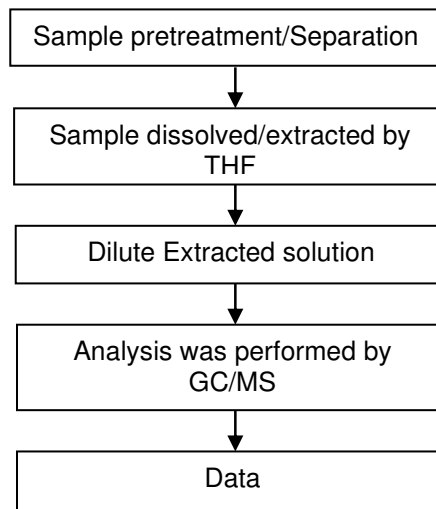 Sample pretreatment/Separation
Sample dissolved/extracted by
THF
Dilute Extracted solution
Analysis was performed by
GC/MS
Data